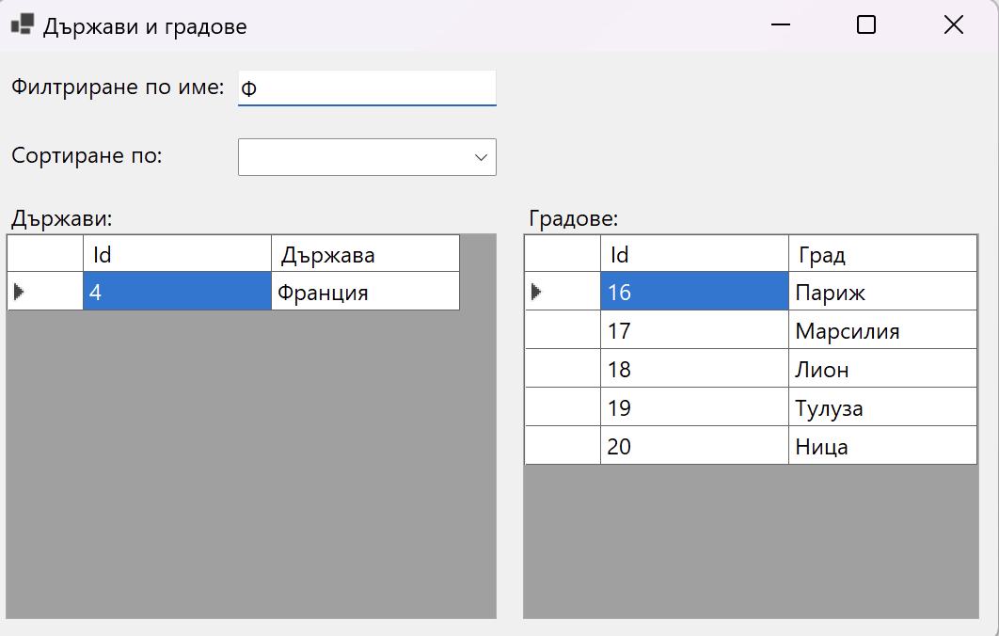 Държави и градове
Филтриране по име: Ф
Сортиране по:
Държави:
Id Държава
4 Франция
Градове:
Id Град
16 Париж
17 Марсилия
18 Лион
19 Тулуза
20 Ница